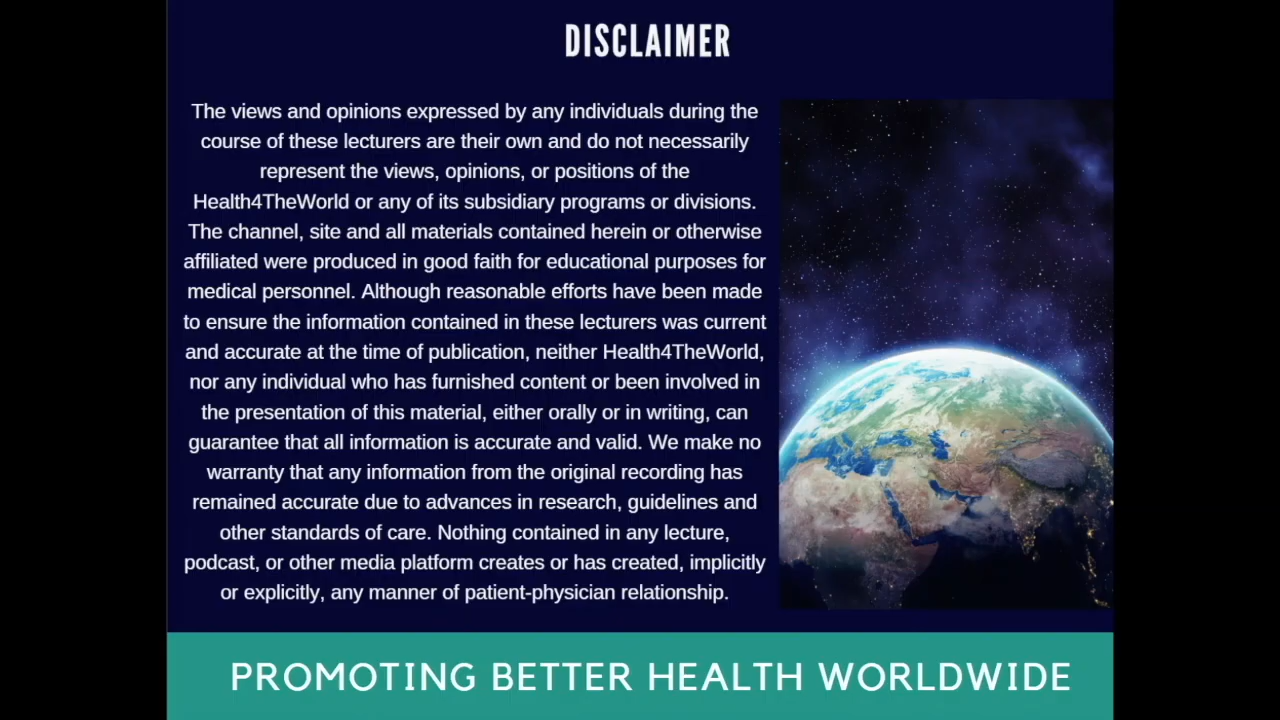 DISCLAIMER
The views and opinions expressed by any individuals during the
course of these lecturers are their own and do not necessarily
represent the views, opinions, or positions of the
Health4TheWorld or any of its subsidiary programs or divisions.
The channel, site and all materials contained herein or otherwise
affiliated were produced in good faith for educational purposes for
medical personnel. Although reasonable efforts have been made
to ensure the information contained in these lecturers was current
and accurate at the time of publication, neither Health4TheWorld,
nor any individual who has furnished content or been involved in
the presentation of this material, either orally or in writing, can
guarantee that all information is accurate and valid. We make no
warranty that any information from the original recording has
remained accurate due to advances in research, guidelines and
other standards of care. Nothing contained in any lecture,
podcast, or other media platform creates or has created, implicitly
or explicitly, any manner of patient-physician relationship.
PROMOTING BETTER HEALTH WORLDWIDE